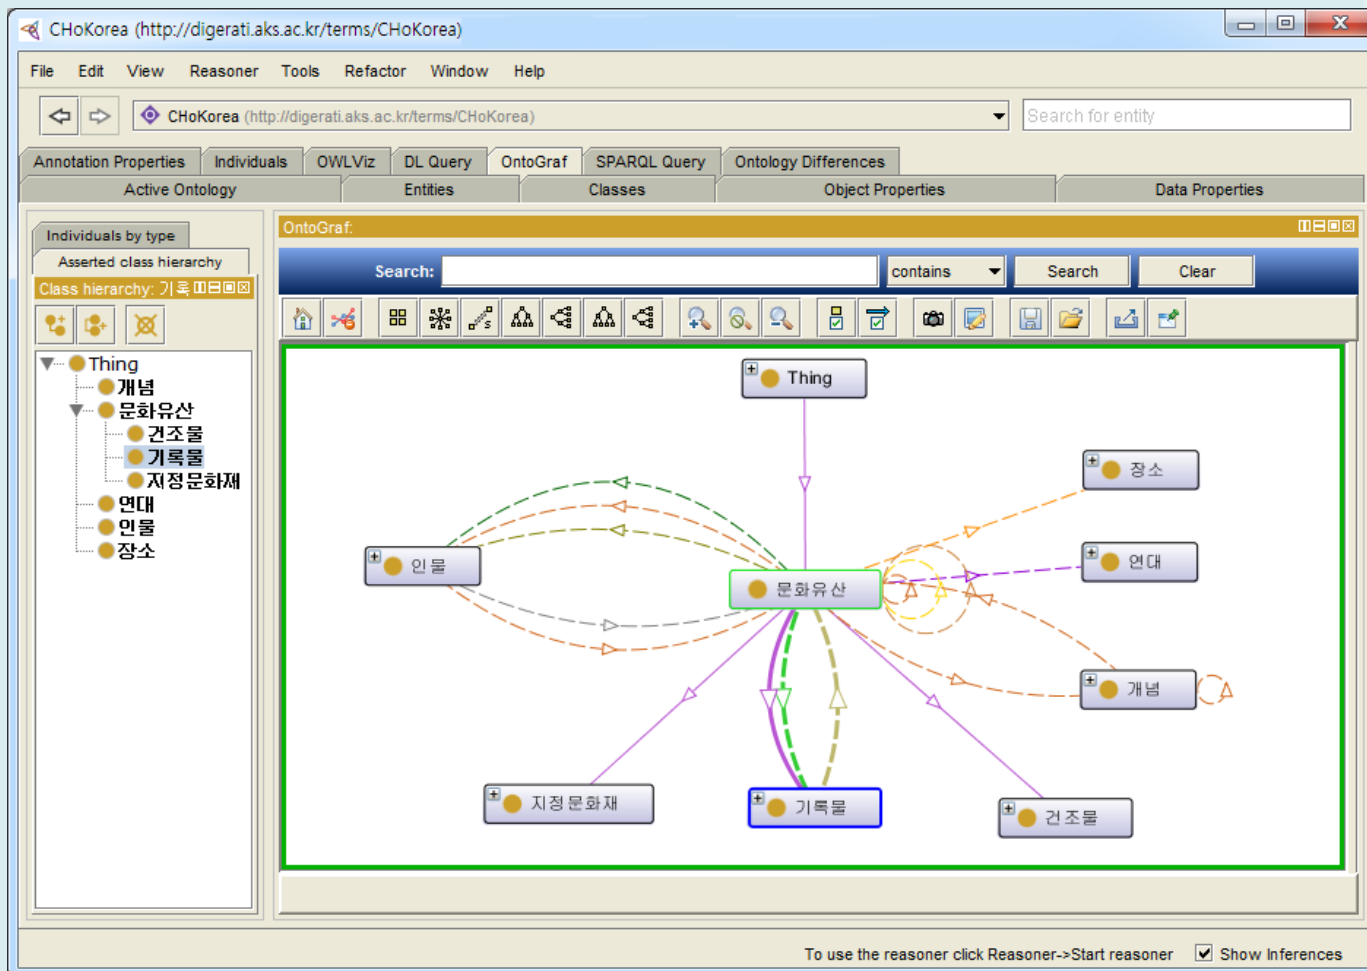 CHoKorea (http://digerati.aks.ac.kr/terms/CHoKorea)
File Edit View Reasoner Tools Refactor Window Help
CHoKorea (http://digerati.aks.ac.kr/terms/CHoKorea) Search for entity
Annotation Properties Individuals OWLViz DL Query OntoGraf SPARQL Query Ontology Differences
Active Ontology Entities Classes Object Properties Data Properties
Individuals by type
Asserted class hierarchy
Class hierarchy: 기록
Thing
개념
문화유산
건조물
기록물
지정문화재
연대
인물
장소
OntoGraf:
Search: contains Search Clear
Thing
장소
연대
인물
문화유산
개념
지정문화재
기록물
건조물
To use the reasoner click Reasoner->Start reasoner Show Inferences